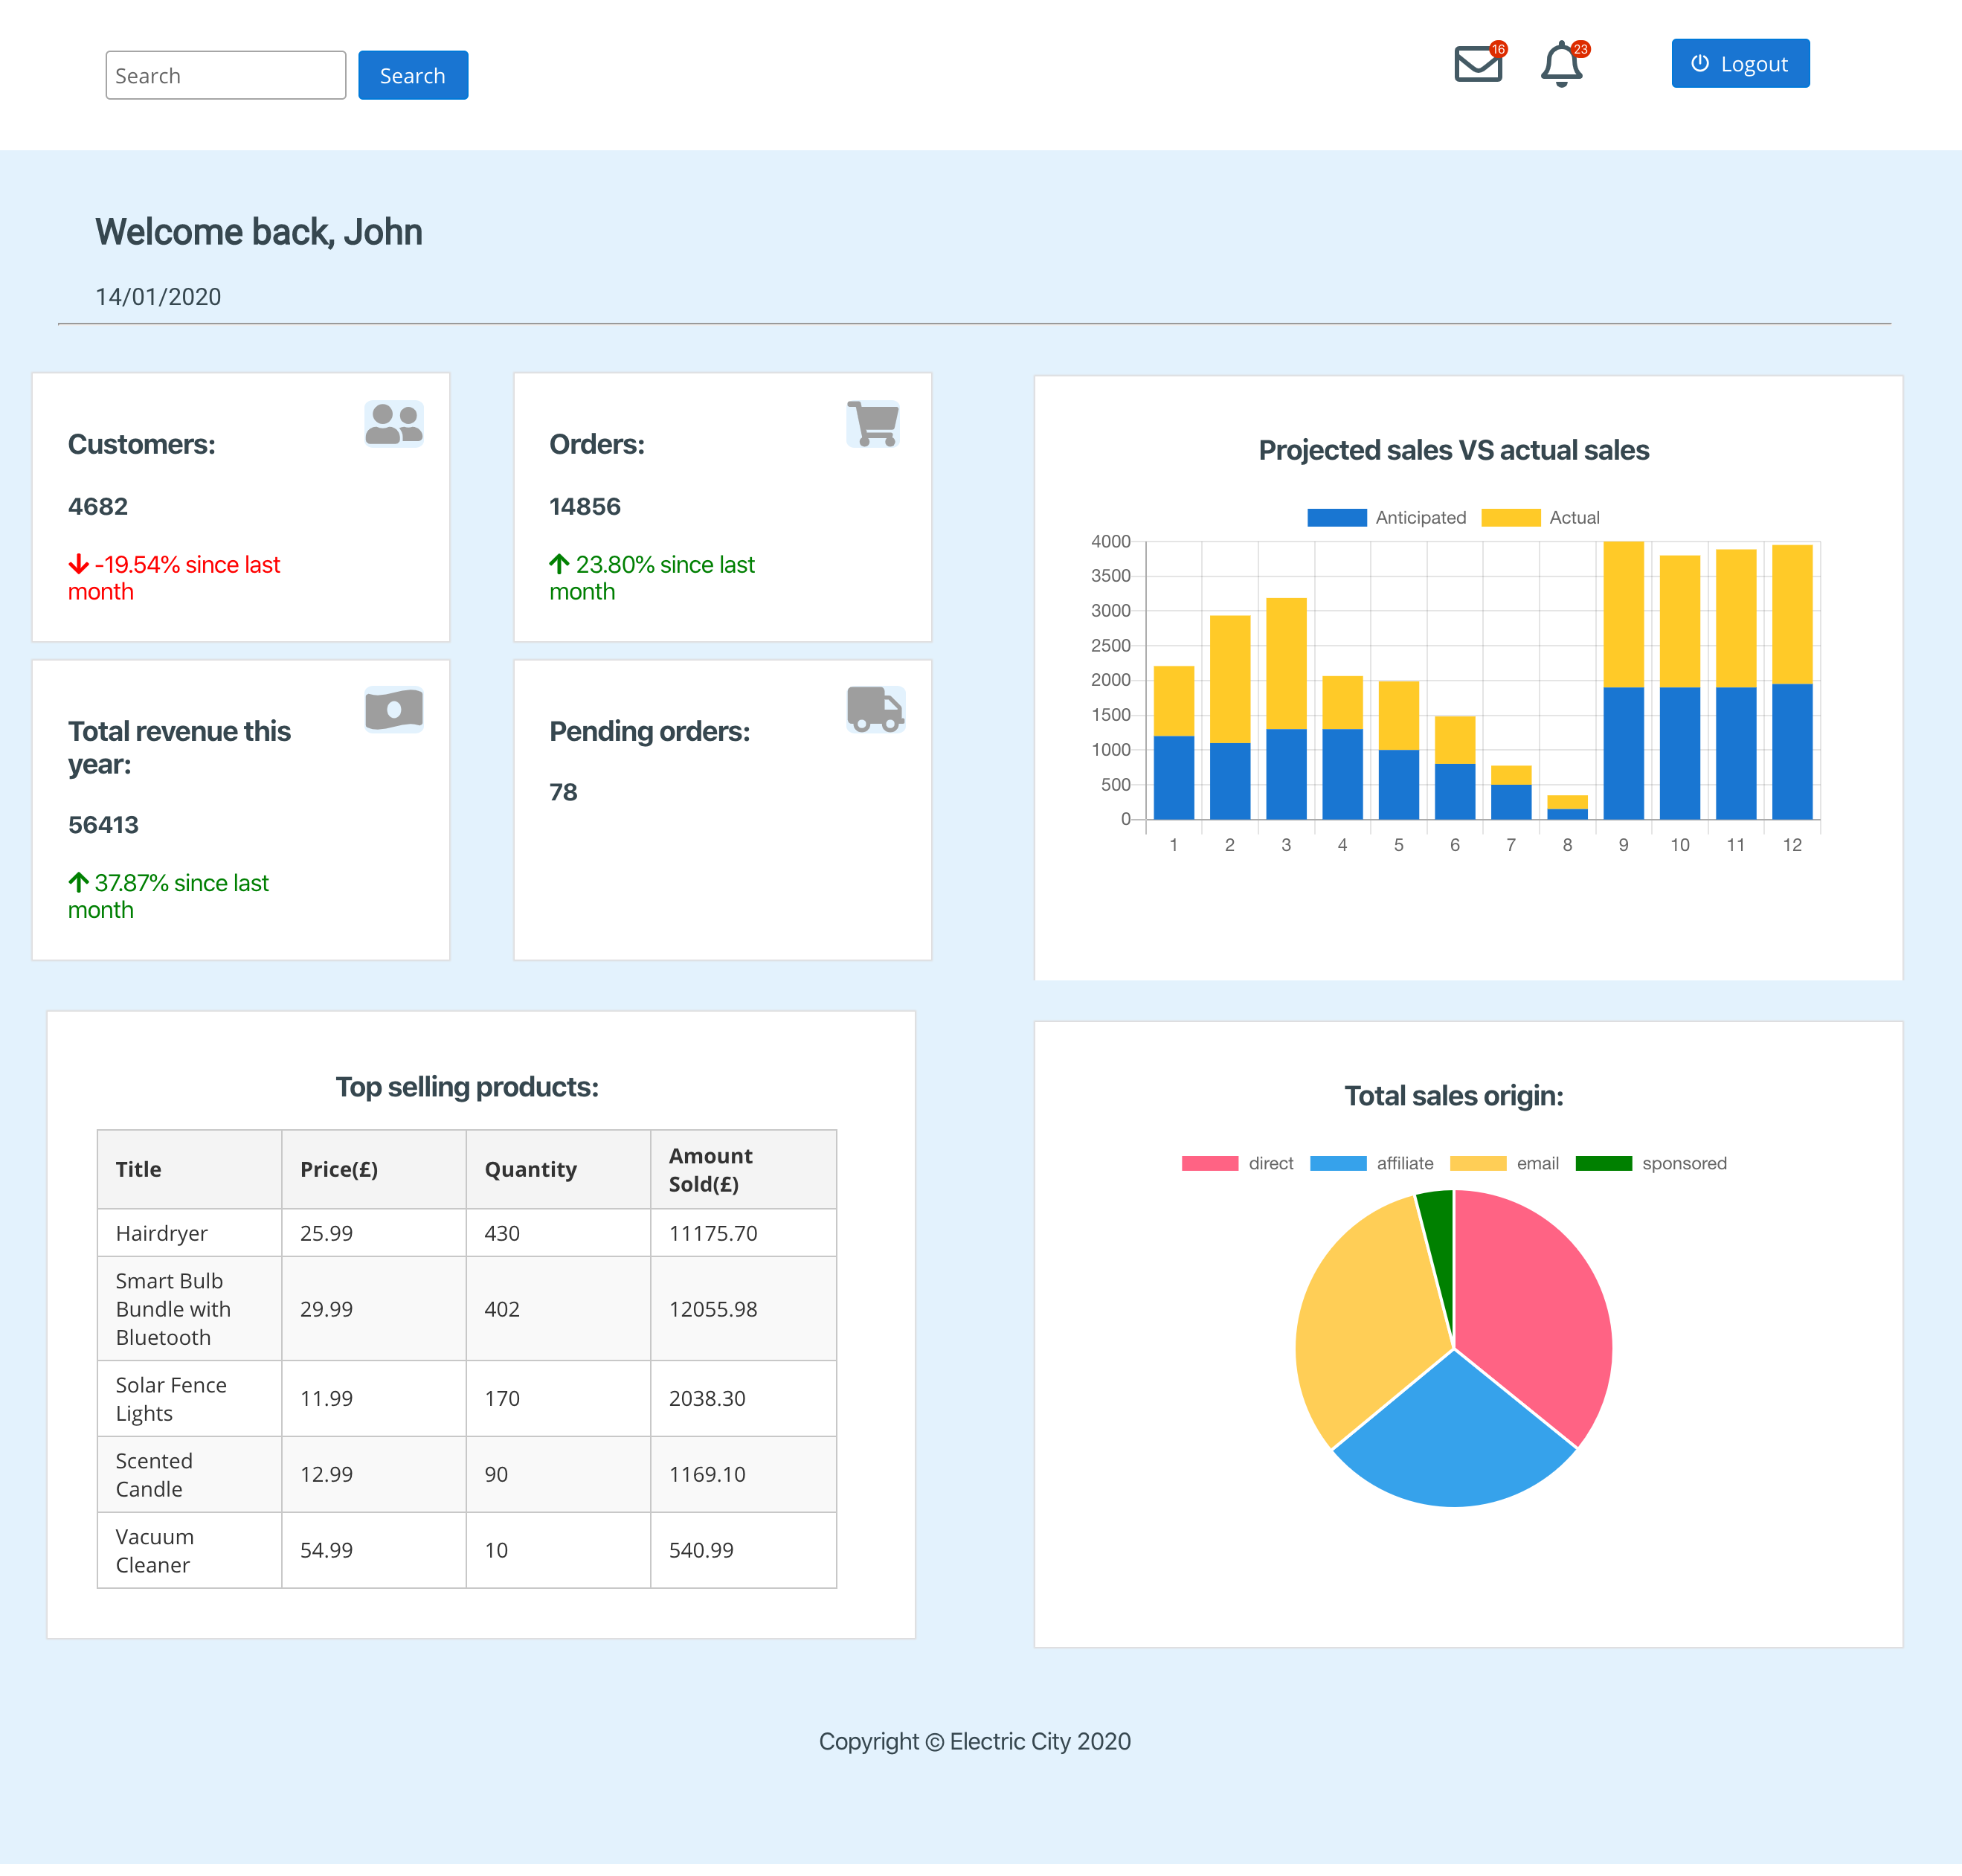 Search
Search
16
23
Logout
Welcome back, John
14/01/2020
Customers:
4682
-19.54% since last
month
Orders:
14856
23.80% since last
month
Total revenue this
year:
56413
37.87% since last
month
Pending orders:
78
Projected sales VS actual sales
Anticipated Actual
4000
3500
3000
2500
2000
1500
1000
500
0
1 2 3 4 5 6 7 8 9 10 11 12
Top selling products:
Title Price(£) Quantity Amount
Sold(£)
Hairdryer 25.99 430 11175.70
Smart Bulb
Bundle with
Bluetooth
29.99 402 12055.98
Solar Fence
Lights
11.99 170 2038.30
Scented
Candle
12.99 90 1169.10
Vacuum
Cleaner
54.99 10 540.99
Total sales origin:
direct affiliate email sponsored
Copyright © Electric City 2020